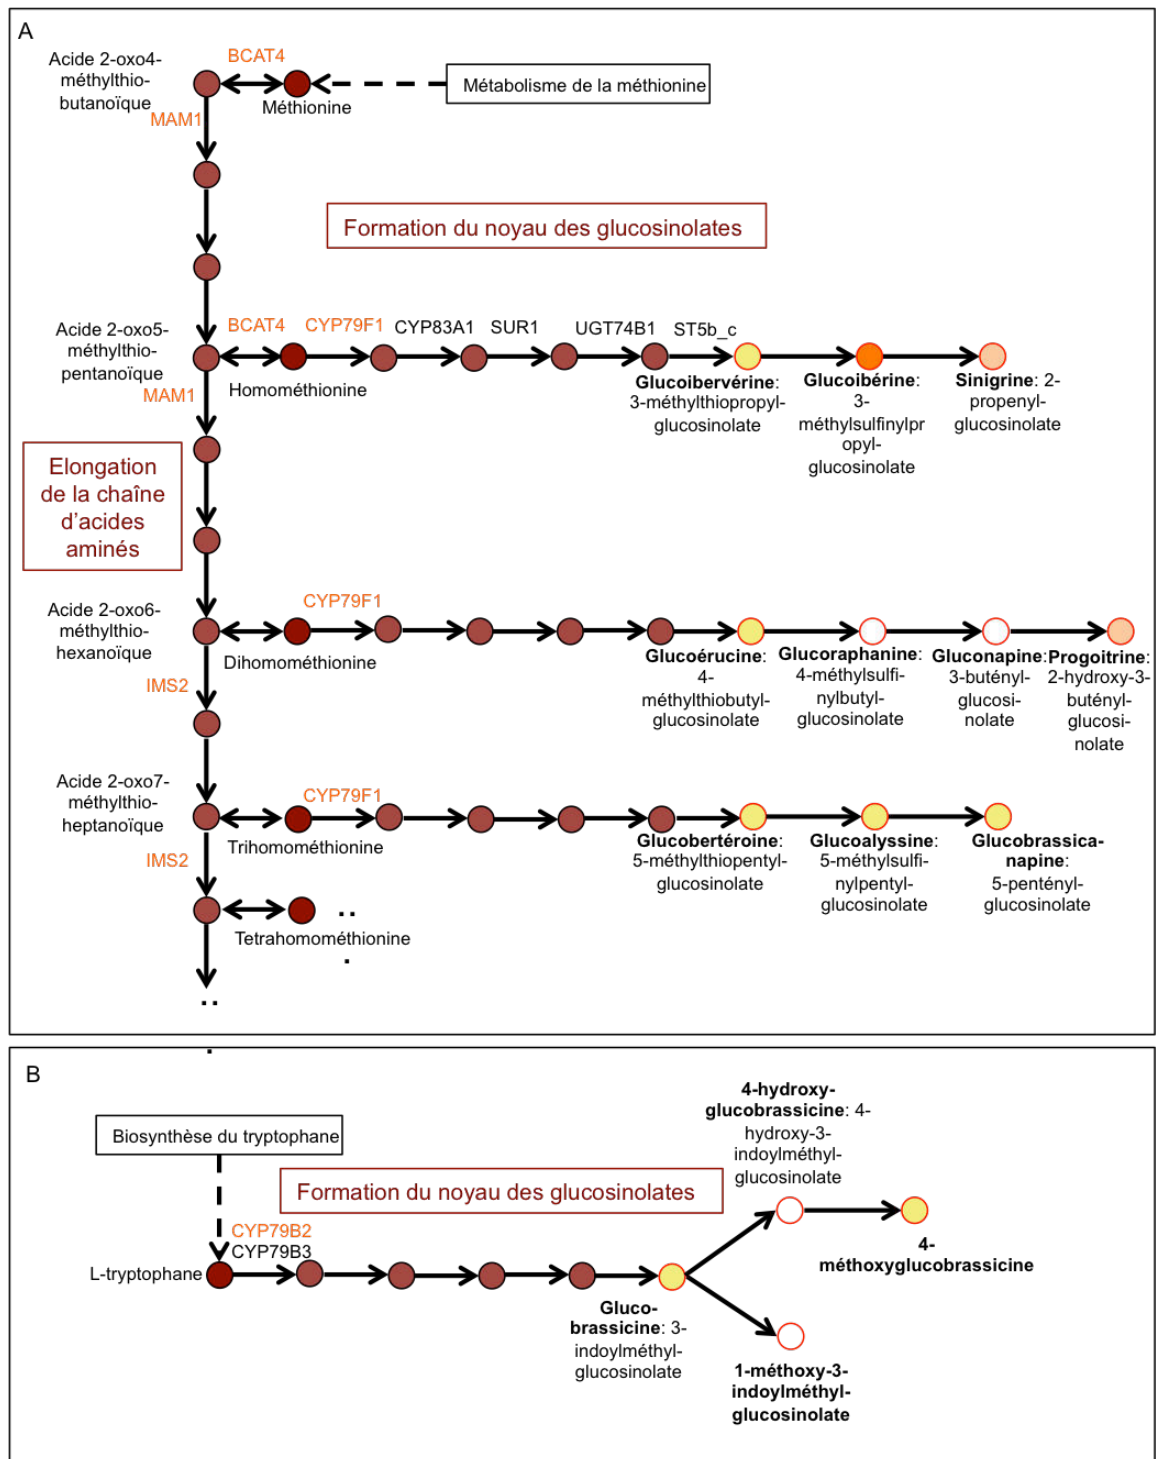 A
Acide 2-oxo4-
méthylthio-
butanoïque
BCAT4
Méthionine
Métabolisme de la méthionine
MAM1
Formation du noyau des glucosinolates
Acide 2-oxo5-
méthylthio-
pentanoïque
BCAT4
CYP79F1
CYP83A1
SUR1
UGT74B1
ST5b_c
Homométhionine
MAM1
Glucoibervérine:
3-méthylthiopropyl-
glucosinolate
Glucoibérine:
3-
méthylsulfinylpr
opyl-
glucosinolate
Sinigrine: 2-
propenyl-
glucosinolate
Elongation
de la chaîne
d'acides
aminés
Acide 2-oxo6-
méthylthio-
hexanoïque
CYP79F1
Dihomométhionine
IMS2
Glucoérucine:
4-
méthylthiobutyl-
glucosinolate
Glucoraphanine:
4-méthylsulfi-
nylbutyl-
glucosinolate
Gluconapine:
3-butényl-
glucosi-
nolate
Progoitrine:
2-hydroxy-3-
butényl-
glucosi-
nolate
Acide 2-oxo7-
méthylthio-
heptanoïque
CYP79F1
Trihomométhionine
IMS2
Glucobertéroine:
5-méthylthiopentyl-
glucosinolate
Glucoalyssine:
5-méthylsulfi-
nylpentyl-
glucosinolate
Glucobrassica-
napine:
5-pentényl-
glucosinolate
..
Tetrahomométhionine
.
..
.
B
Biosynthèse du tryptophane
Formation du noyau des glucosinolates
CYP79B2
CYP79B3
L-tryptophane
Gluco-
brassicine: 3-
indoylméthyl-
glucosinolate
4-hydroxy-
glucobrassicine: 4-
hydroxy-3-
indoylméthyl-
glucosinolate
4-
méthoxyglucobrassicine
1-méthoxy-3-
indoylméthyl-
glucosinolate